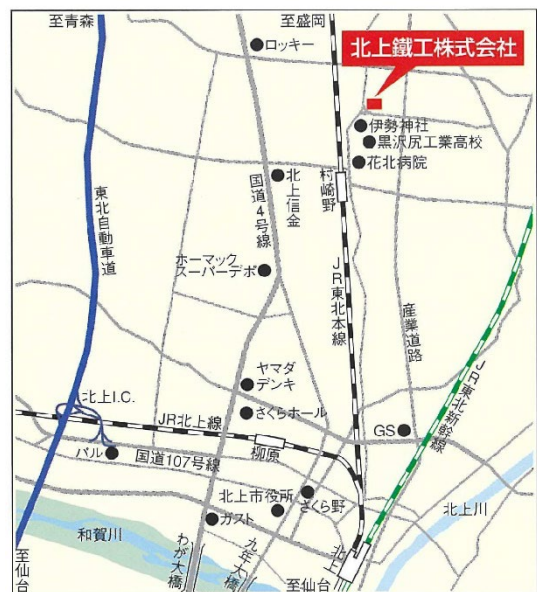 至青森
至盛岡
ロッキー
北上鐵工株式会社
伊勢神社
黒沢尻工業高校
花北病院
村崎野
北上信金
国道4号線
東北自動車道
ホーマック
スーパーデポ
JR東北本線
産業道路
JR東北新幹線
ヤマダ
デンキ
北上I.C.
さくらホール
JR北上線
GS
パル
国道107号線
柳原
北上市役所
さくら野
ガスト
北上川
和賀川
わが大橋
九年大橋
北上
至仙台
至仙台